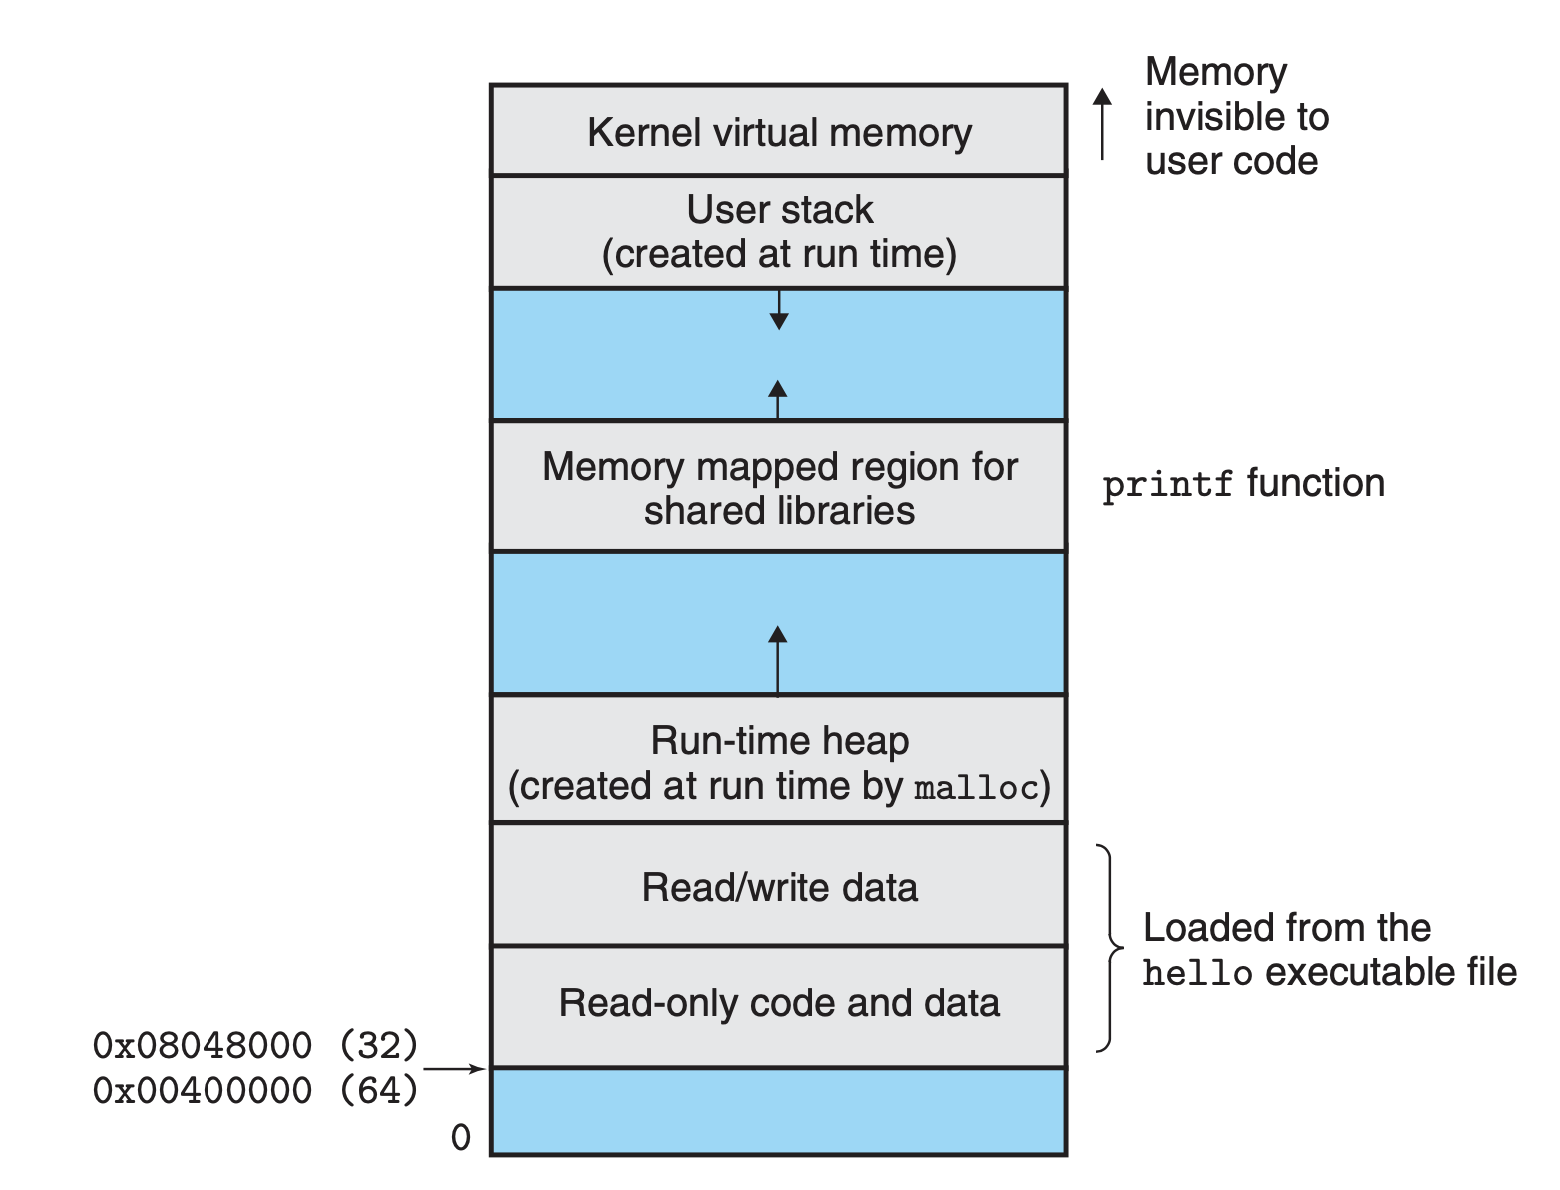 Memory
invisible to
user code
Kernel virtual memory
User stack
(created at run time)
Memory mapped region for
shared libraries
printf function
Run-time heap
(created at run time by malloc)
Read/write data
Loaded from the
hello executable file
Read-only code and data
0x08048000 (32)
0x00400000 (64)
0